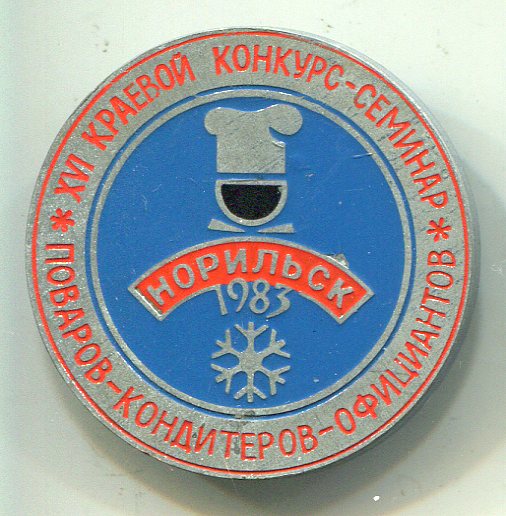 XVI КРАЕВОЙ КОНКУРС-СЕМИНАР
ПОВАРОВ-КОНДИТЕРОВ-ОФИЦИАНТОВ
НОРИЛЬСК
1983